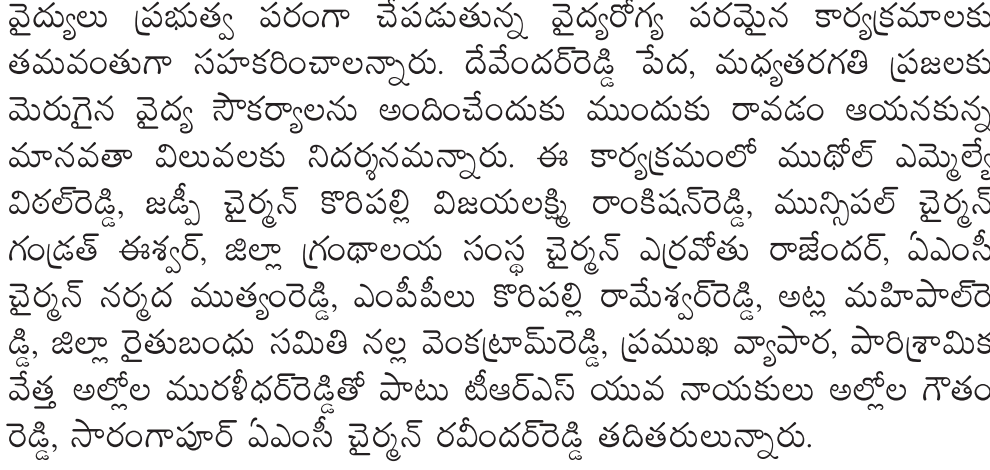 వైద్యులు ప్రభుత్వ పరంగా చేపడుతున్న వైద్యరోగ్య పరమైన కార్యక్రమాలకు
తమవంతుగా సహకరించాలన్నారు. దేవేందర్‌రెడ్డి పేద, మధ్యతరగతి ప్రజలకు
మెరుగైన వైద్య సౌకర్యాలను అందించేందుకు ముందుకు రావడం ఆయనకున్న
మానవతా విలువలకు నిదర్శనమన్నారు. ఈ కార్యక్రమంలో ముథోల్ ఎమ్మెల్యే
విఠల్‌రెడ్డి, జడ్పీ చైర్మన్ కొరిపల్లి విజయలక్ష్మి రాంకిషన్‌రెడ్డి, మున్సిపల్ చైర్మన్
గండ్రత్ ఈశ్వర్, జిల్లా గ్రంథాలయ సంస్థ చైర్మన్ ఎర్రవోతు రాజేందర్, ఏఎంసీ
చైర్మన్ నర్మద ముత్యంరెడ్డి, ఎంపీపీలు కొరిపల్లి రామేశ్వర్‌రెడ్డి, అట్ల మహిపాల్‌రె
డ్డి, జిల్లా రైతుబంధు సమితి నల్ల వెంకట్రామ్‌రెడ్డి, ప్రముఖ వ్యాపార, పారిశ్రామిక
వేత్త అల్లోల మురళీధర్‌రెడ్డితో పాటు టీఆర్ఎస్ యువ నాయకులు అల్లోల గౌతం
రెడ్డి, సారంగాపూర్ ఏఎంసీ చైర్మన్ రవీందర్‌రెడ్డి తదితరులున్నారు.